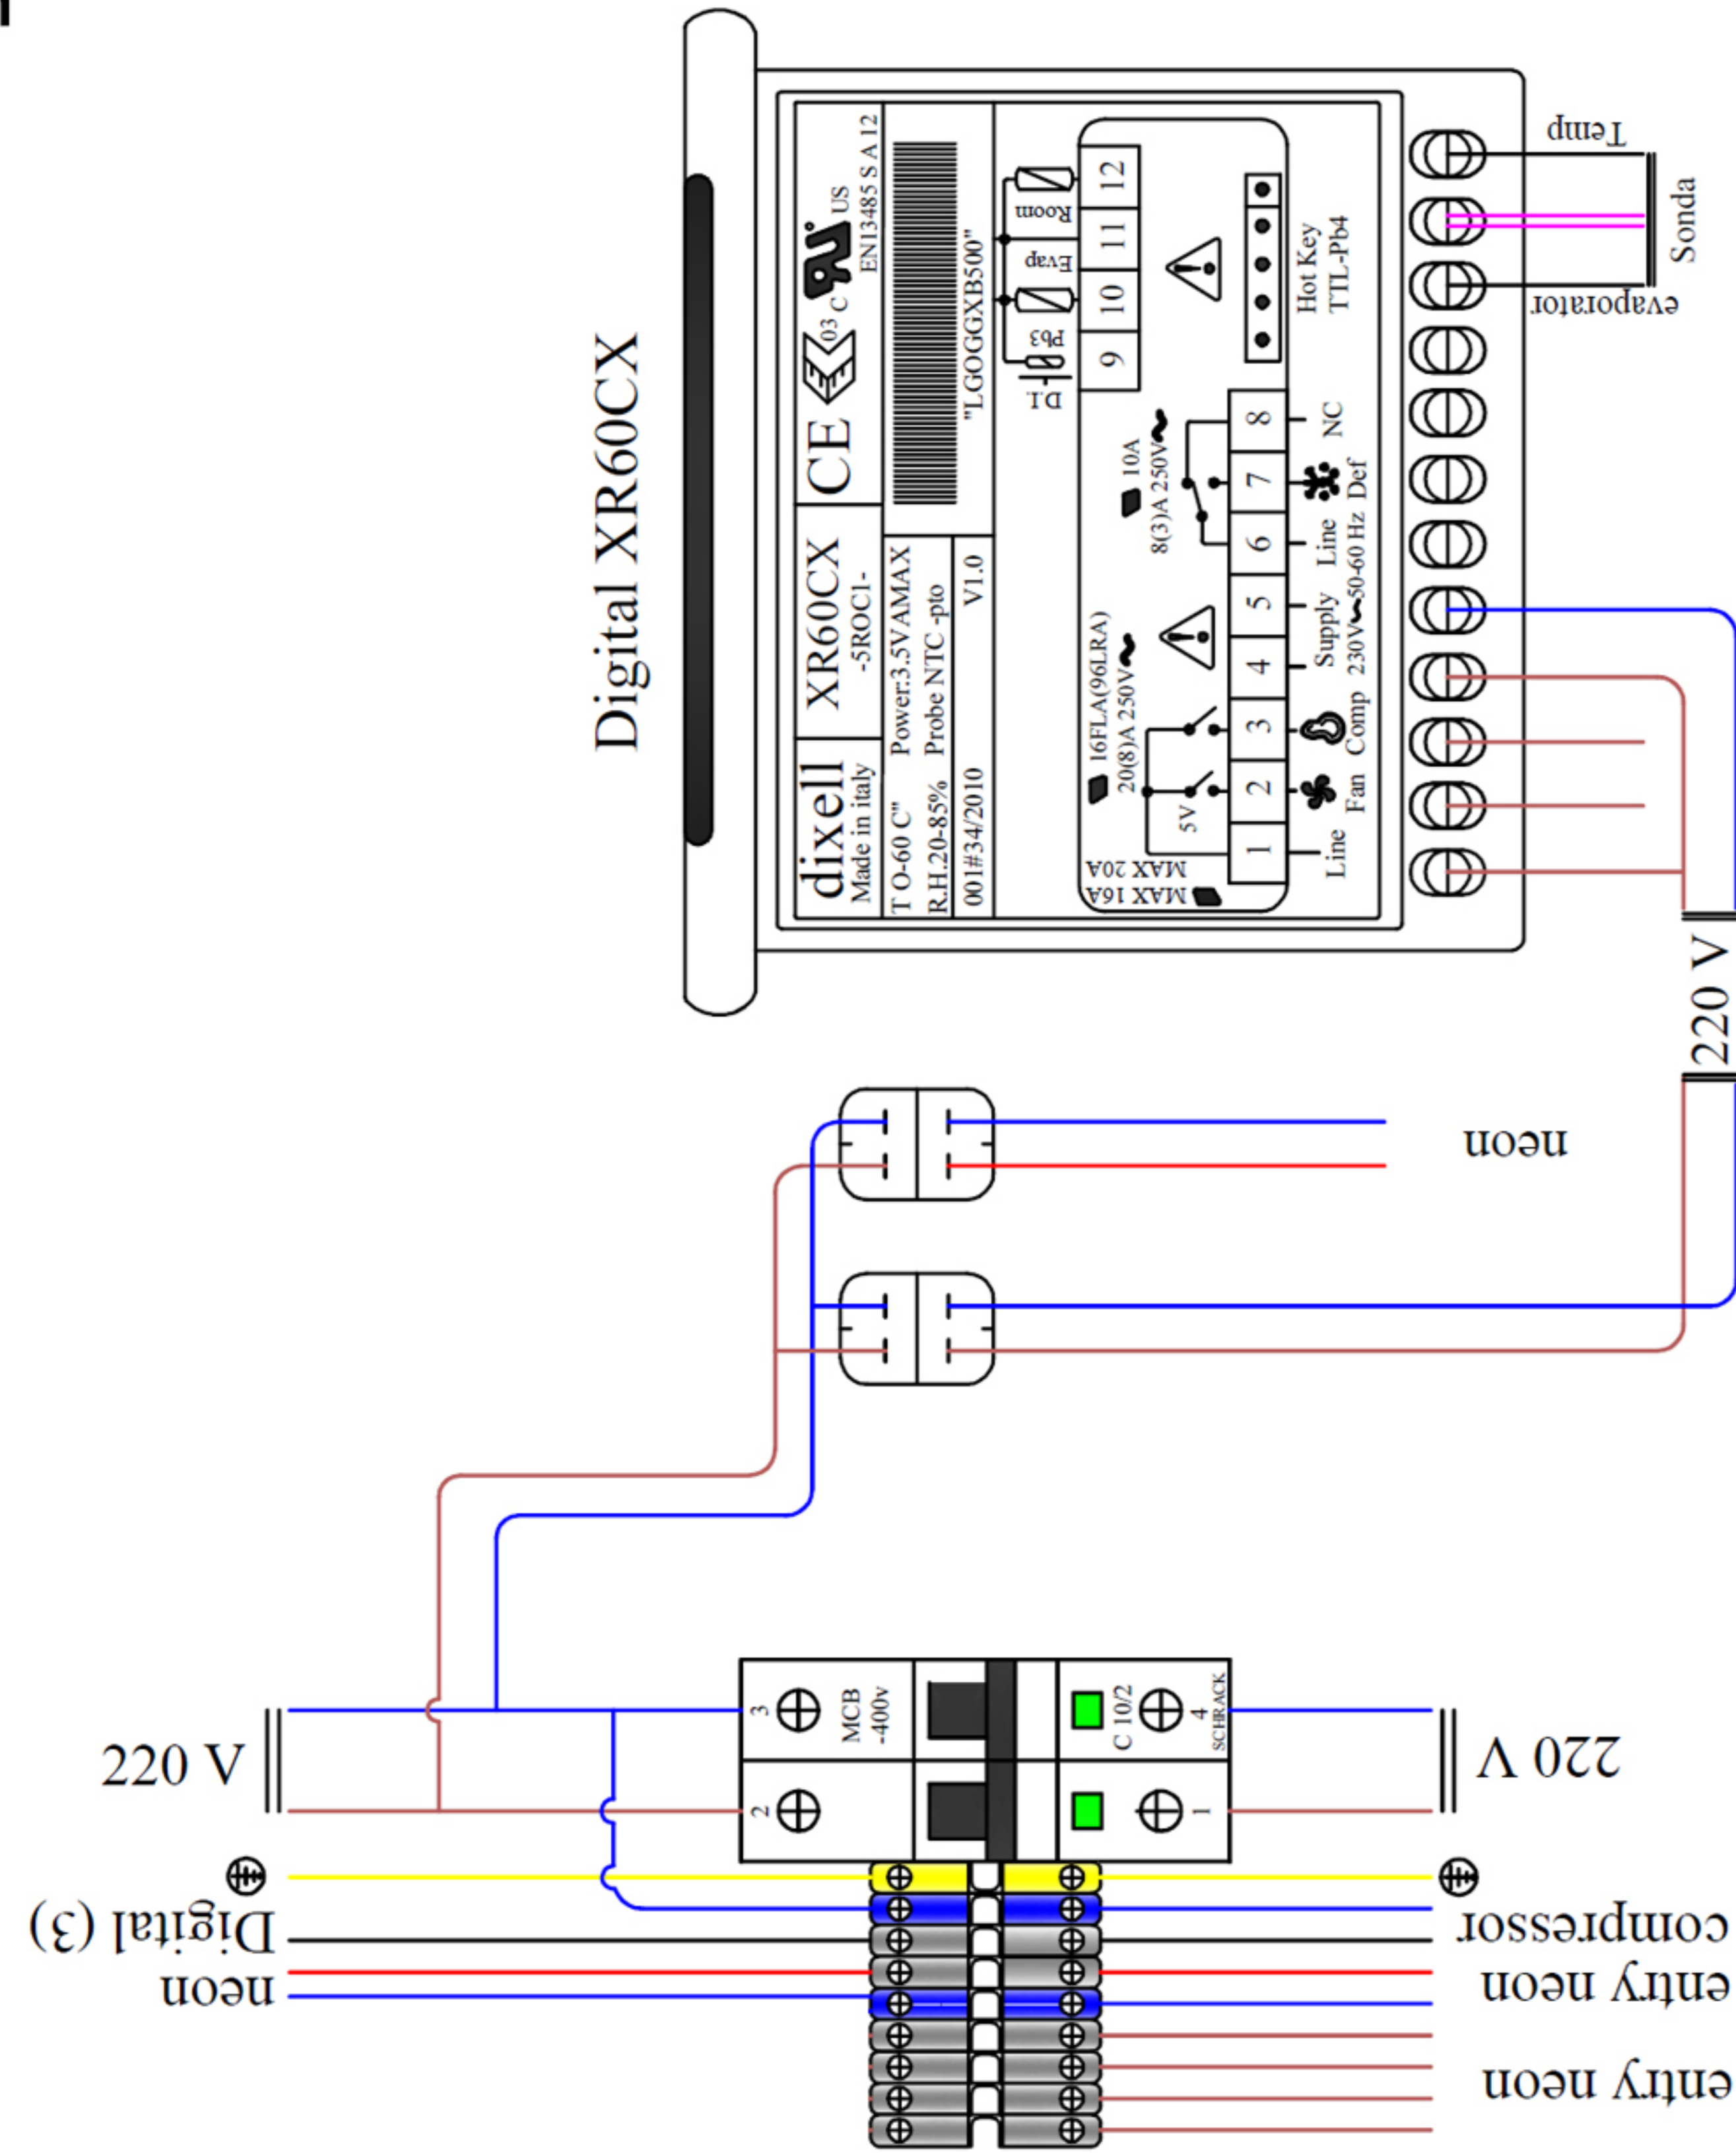 Digital XR60CX
dixell
Made in italy
XR60CX
-5ROC1-
CE
03
C
US
EN13485 S A 12
T O-60 C"
Power:3.5VAMAX
R.H.20-85%
Probe NTC -pto
001#34/2010
V1.0
"LGOGGXB500"
MAX 16A
MAX 20A
16FLA(96LRA)
20(8)A 250V
5V
10A
8(3)A 250V
D.I.
Pb3
Evap
Room
9 10 11 12
1 2 3 4 5 6 7 8
Line
Fan
Comp
Supply
230V 50-60 Hz
Line
Def
NC
Hot Key
TTL-Pb4
evaporator
Temp
Sonda
220 V
neon
220 V
3
2
MCB
-400v
C 10/2
4
1
SCHRACK
220 V
Digital (3)
neon
compressor
entry neon
entry neon